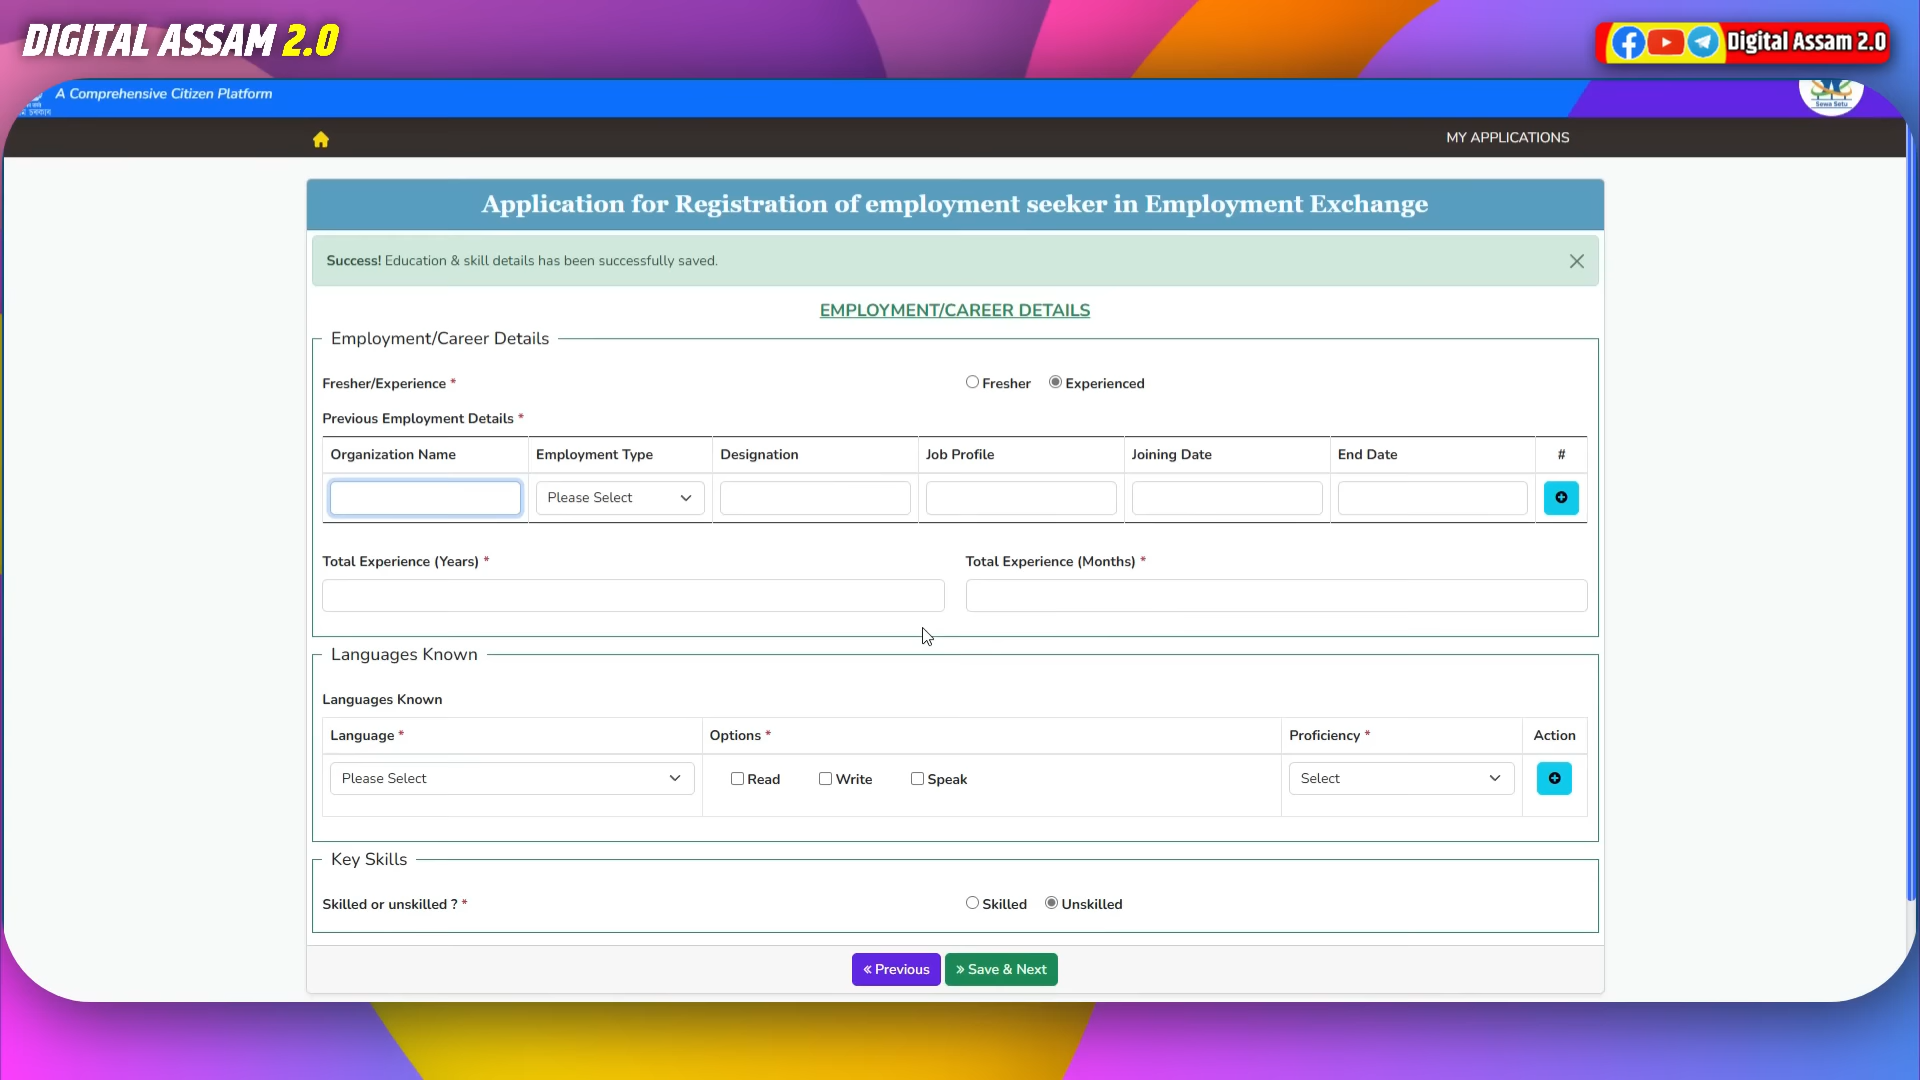 DIGITAL ASSAM 2.0
Digital Assam 2.0
A Comprehensive Citizen Platform
Sewa Setu
MY APPLICATIONS
Application for Registration of employment seeker in Employment Exchange
Success! Education & skill details has been successfully saved.
EMPLOYMENT/CAREER DETAILS
Employment/Career Details
Fresher/Experience * Fresher Experienced
Previous Employment Details *
Organization Name Employment Type Designation Job Profile Joining Date End Date #
Please Select
Total Experience (Years) * Total Experience (Months) *
Languages Known
Languages Known
Language * Options * Proficiency * Action
Please Select Read Write Speak Select
Key Skills
Skilled or unskilled ? * Skilled Unskilled
« Previous » Save & Next